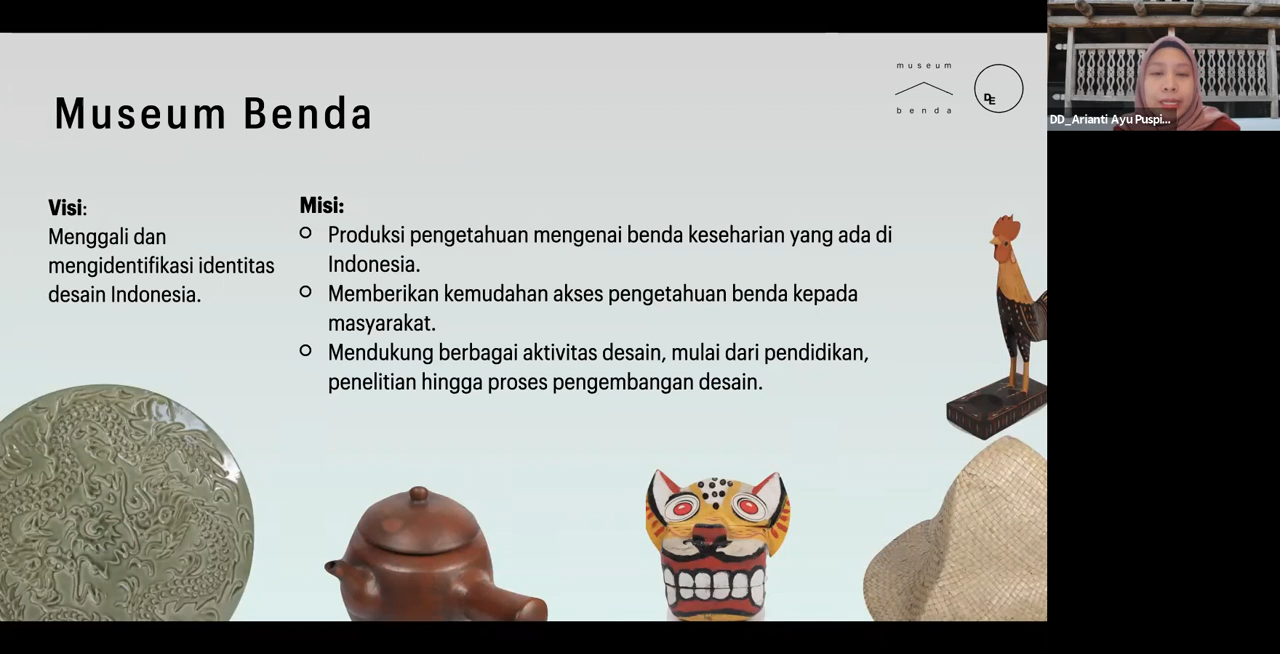 museum
benda
DE
Museum Benda
Visi:
Menggali dan
mengidentifikasi identitas
desain Indonesia.
Misi:
Produksi pengetahuan mengenai benda keseharian yang ada di
Indonesia.
Memberikan kemudahan akses pengetahuan benda kepada
masyarakat.
Mendukung berbagai aktivitas desain, mulai dari pendidikan,
penelitian hingga proses pengembangan desain.
DD_Arianti Ayu Puspi...